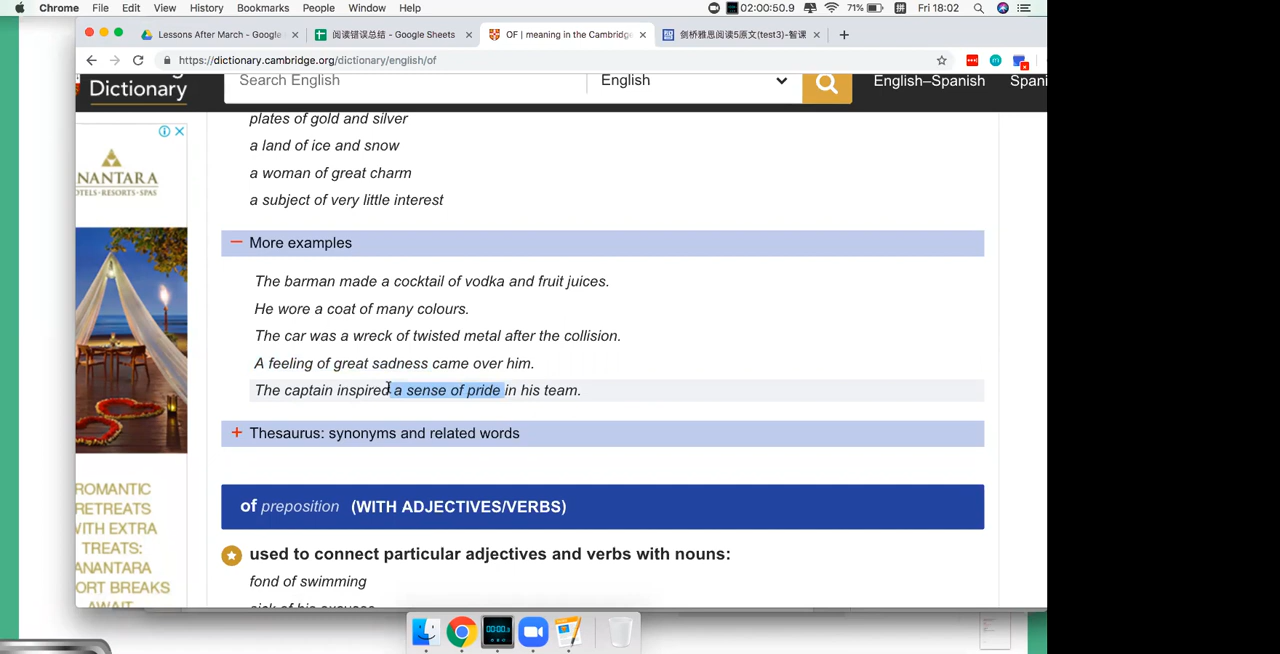 Chrome File Edit View History Bookmarks People Window Help 02:00:50.9 71% Fri 18:02
Lessons After March - Google 阅读错误总结 - Google Sheets OF | meaning in the Cambridge 剑桥雅思阅读5原文(test3)-智课
https://dictionary.cambridge.org/dictionary/english/of
Dictionary Search English English English–Spanish Spani
plates of gold and silver
a land of ice and snow
a woman of great charm
a subject of very little interest
More examples
The barman made a cocktail of vodka and fruit juices.
He wore a coat of many colours.
The car was a wreck of twisted metal after the collision.
A feeling of great sadness came over him.
The captain inspired a sense of pride in his team.
Thesaurus: synonyms and related words
of preposition (WITH ADJECTIVES/VERBS)
used to connect particular adjectives and verbs with nouns:
fond of swimming
NANTARA
OTELS·RESORTS·SPAS
ROMANTIC
RETREATS
WITH EXTRA
TREATS:
ANANTARA
ORT BREAKS
AWAIT